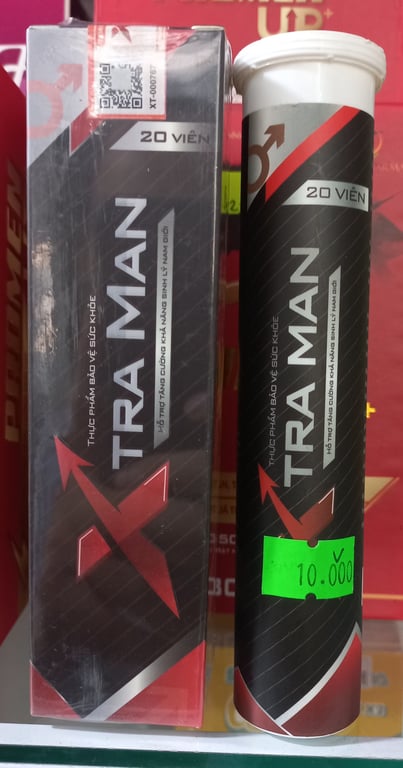 UP+
XT-000767
20 VIÊN
THỰC PHẨM BẢO VỆ SỨC KHỎE
XTRA MAN
HỖ TRỢ TĂNG CƯỜNG KHẢ NĂNG SINH LÝ NAM GIỚI
20 VIÊN
THỰC PHẨM BẢO VỆ SỨC KHỎE
XTRA MAN
HỖ TRỢ TĂNG CƯỜNG KHẢ NĂNG SINH LÝ NAM GIỚI
10.000